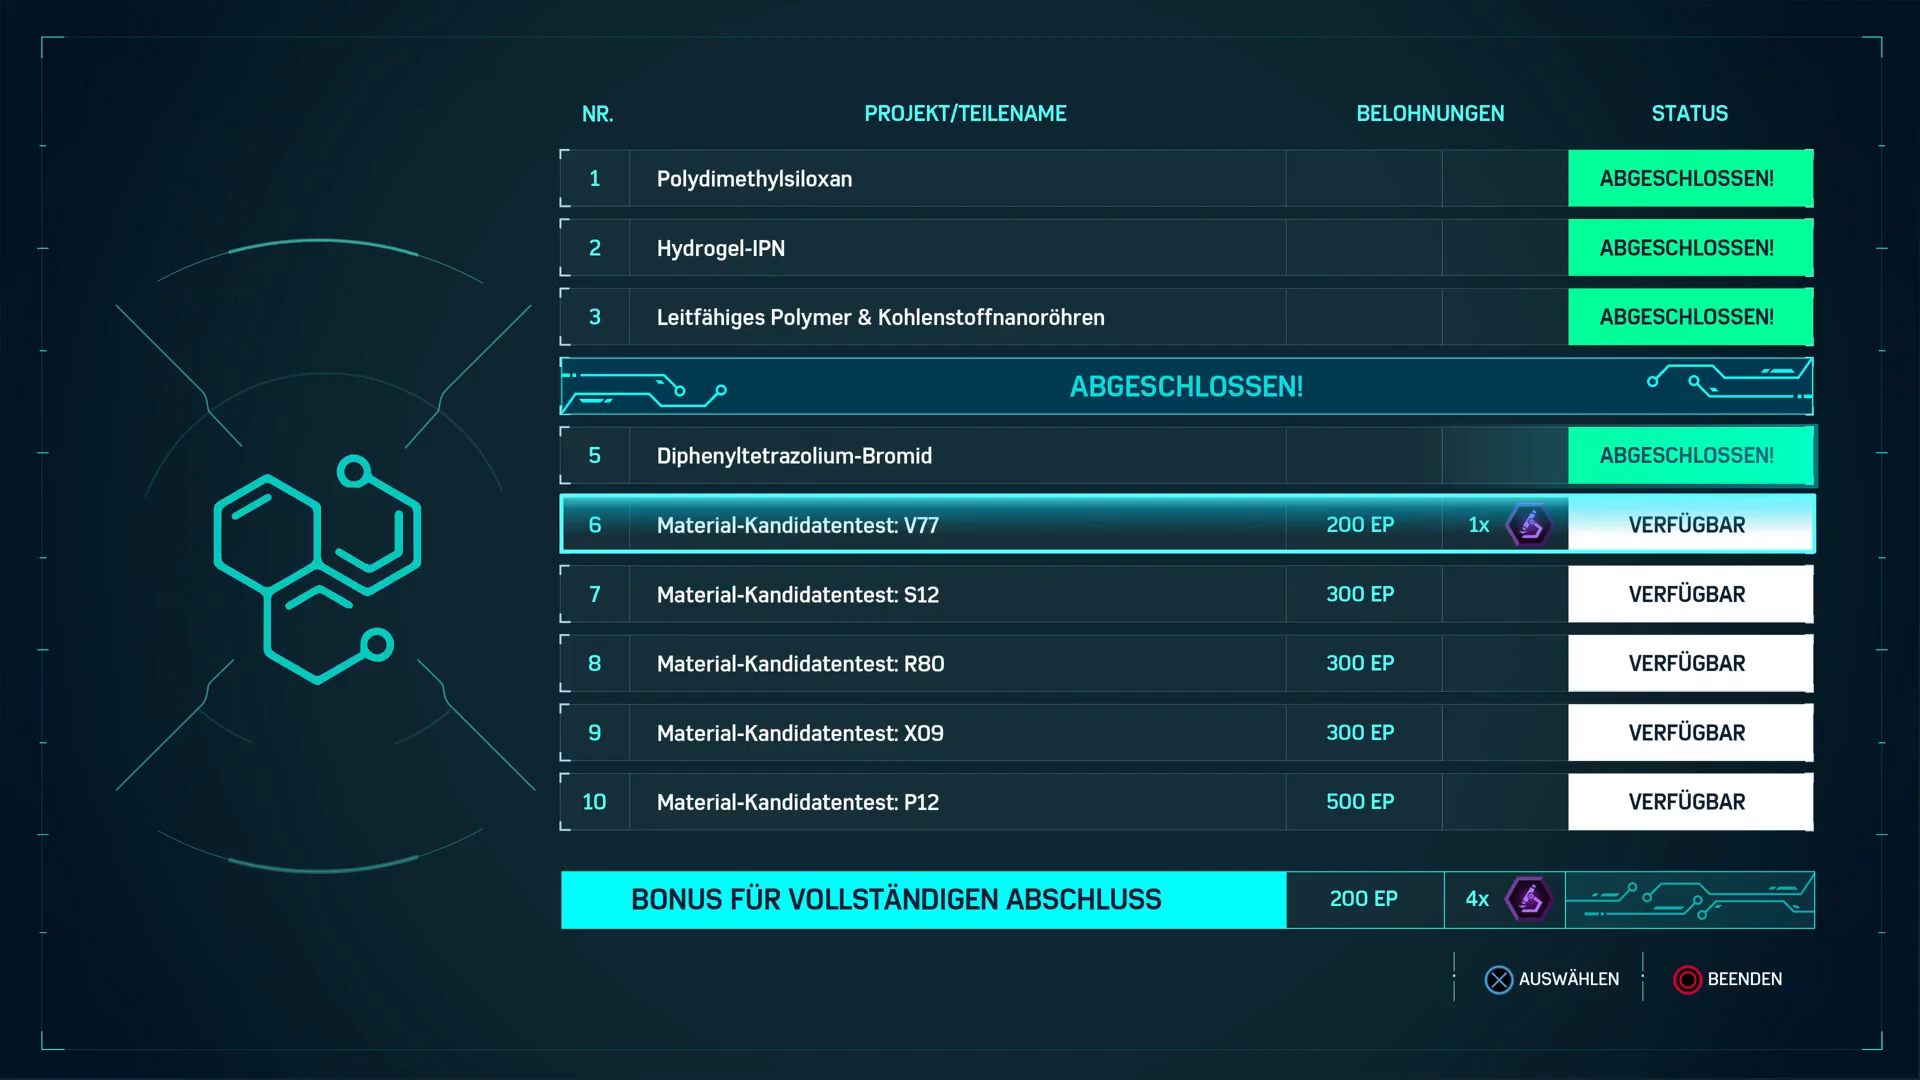 NR. PROJEKT/TEILENAME BELOHNUNGEN STATUS
1 Polydimethylsiloxan ABGESCHLOSSEN!
2 Hydrogel-IPN ABGESCHLOSSEN!
3 Leitfähiges Polymer & Kohlenstoffnanoröhren ABGESCHLOSSEN!
ABGESCHLOSSEN!
5 Diphenyltetrazolium-Bromid ABGESCHLOSSEN!
6 Material-Kandidatentest: V77 200 EP 1x VERFÜGBAR
7 Material-Kandidatentest: S12 300 EP VERFÜGBAR
8 Material-Kandidatentest: R80 300 EP VERFÜGBAR
9 Material-Kandidatentest: X09 300 EP VERFÜGBAR
10 Material-Kandidatentest: P12 500 EP VERFÜGBAR
BONUS FÜR VOLLSTÄNDIGEN ABSCHLUSS 200 EP 4x
AUSWÄHLEN BEENDEN